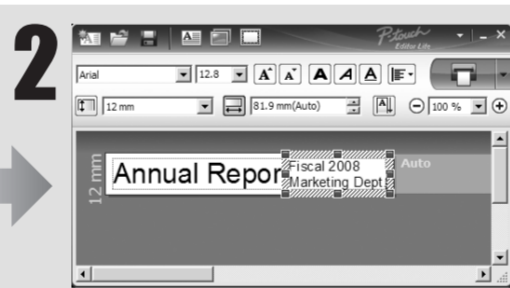 2
P-touch
Editor Lite
Arial
12.8
A A A A A
12 mm
81.9 mm(Auto)
A
100 %
12 mm
Annual Repor
Fiscal 2008
Marketing Dept
Auto